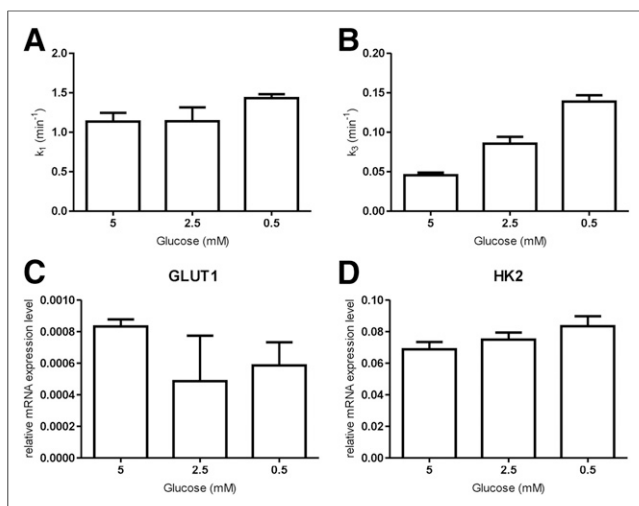 A
k1 (min-1)
2.0
1.5
1.0
0.5
0.0
5 2.5 0.5
Glucose (mM)
B
k3 (min-1)
0.20
0.15
0.10
0.05
0.00
5 2.5 0.5
Glucose (mM)
C
GLUT1
relative mRNA expression level
0.0010
0.0008
0.0006
0.0004
0.0002
0.0000
5 2.5 0.5
Glucose (mM)
D
HK2
relative mRNA expression level
0.10
0.08
0.06
0.04
0.02
0.00
5 2.5 0.5
Glucose (mM)